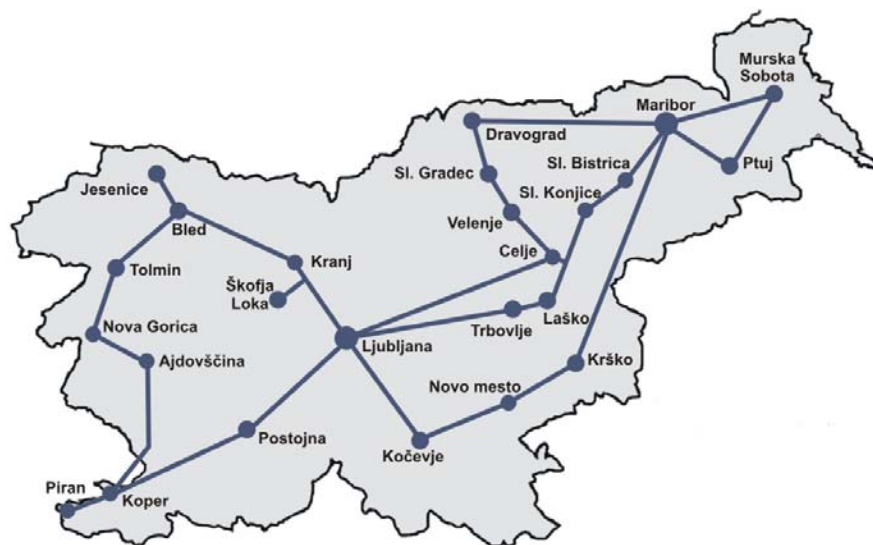 Murska
Sobota
Maribor
Dravograd
Sl. Bistrica
Ptuj
Jesenice
Sl. Gradec
Sl. Konjice
Velenje
Bled
Celje
Kranj
Tolmin
Škofja
Loka
Nova Gorica
Ljubljana
Trbovlje
Laško
Ajdovščina
Krško
Novo mesto
Postojna
Kočevje
Piran
Koper